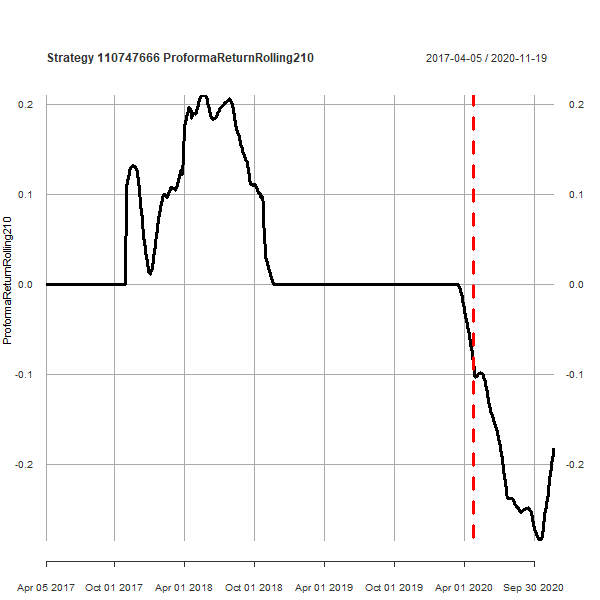 Strategy 110747666 ProformaReturnRolling210
2017-04-05 / 2020-11-19
ProformaReturnRolling210
0.2 0.2
0.1 0.1
0.0 0.0
-0.1 -0.1
-0.2 -0.2
Apr 05 2017 Oct 01 2017 Apr 01 2018 Oct 01 2018 Apr 01 2019 Oct 01 2019 Apr 01 2020 Sep 30 2020